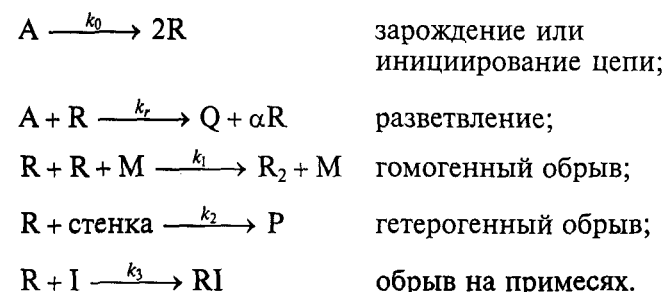 A —k₀→ 2R зарождение или
инициирование цепи;
A + R —kᵣ→ Q + αR разветвление;
R + R + M —k₁→ R₂ + M гомогенный обрыв;
R + стенка —k₂→ P гетерогенный обрыв;
R + I —k₃→ RI обрыв на примесях.